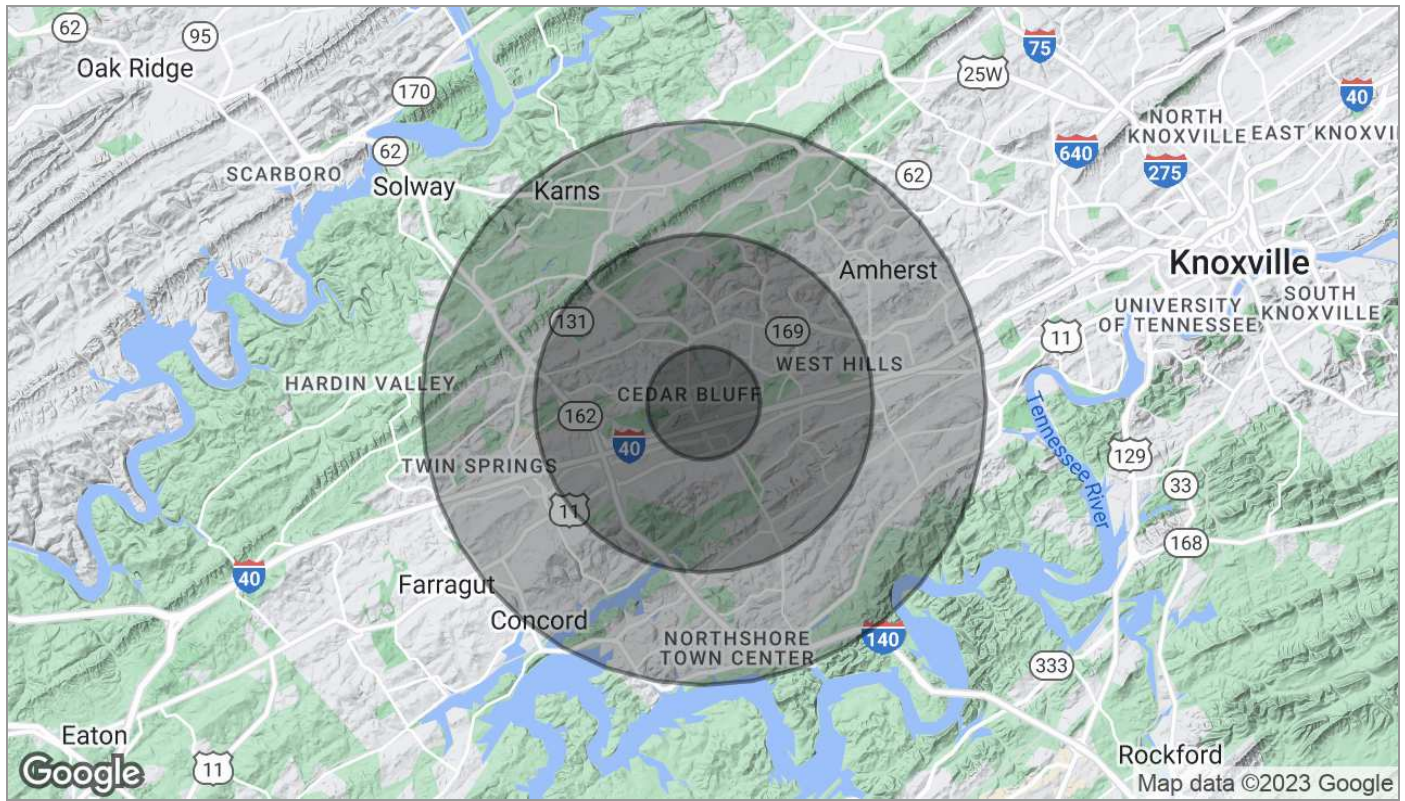 62
95
Oak Ridge
75
25W
40
170
NORTH
KNOXVILLE
EAST KNOXVI
640
275
62
62
SCARBORO
Solway
Karns
Amherst
Knoxville
SOUTH
KNOXVILLE
UNIVERSITY
OF TENNESSEE
131
169
11
WEST HILLS
HARDIN VALLEY
CEDAR BLUFF
162
40
Tennessee River
TWIN SPRINGS
129
33
11
168
40
Farragut
Concord
NORTHSHORE
TOWN CENTER
140
333
Eaton
11
Rockford
Google
Map data ©2023 Google